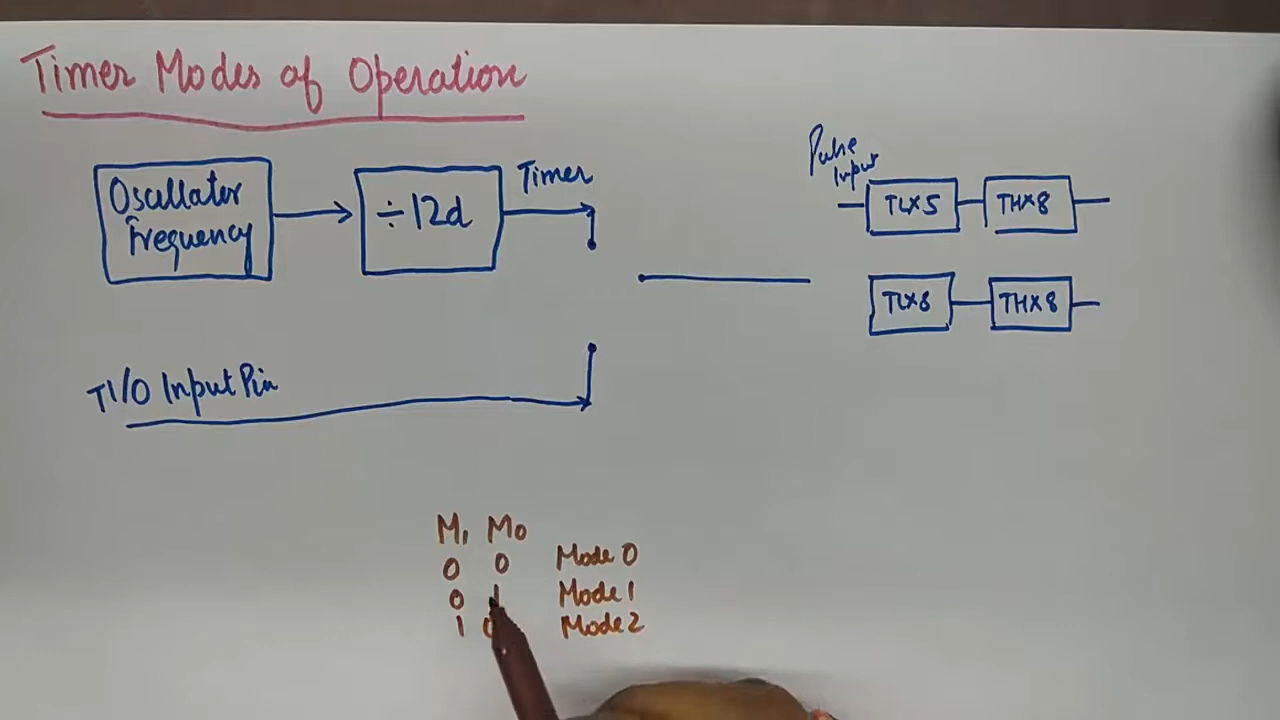 Timer Modes of Operation
Oscillator
Frequency
÷12d
Timer
Pulse
Input
TLX5
THX8
TLX8
THX8
T1/0 Input Pin
M1 M0
0 0 Mode 0
0 1 Mode 1
1 0 Mode 2